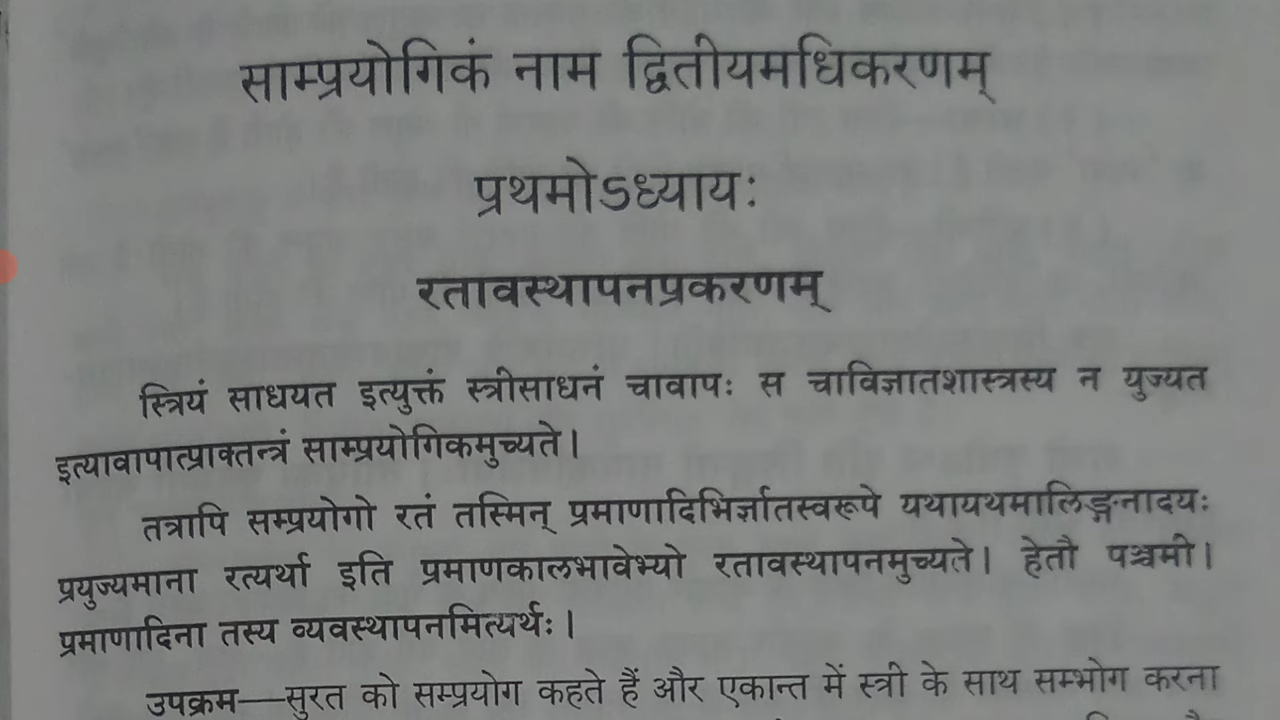 साम्प्रयोगिकं नाम द्वितीयमधिकरणम्
प्रथमोऽध्यायः
रतावस्थापनप्रकरणम्
स्त्रियं साधयत इत्युक्तं स्त्रीसाधनं चावापः स चाविज्ञातशास्त्रस्य न युज्यत
इत्यावापात्प्राक्तन्त्रं साम्प्रयोगिकमुच्यते।
तत्रापि सम्प्रयोगो रतं तस्मिन् प्रमाणादिभिर्ज्ञातस्वरूपे यथायथमालिङ्गनादयः
प्रयुज्यमाना रत्यर्था इति प्रमाणकालभावेभ्यो रतावस्थापनमुच्यते। हेतौ पञ्चमी।
प्रमाणादिना तस्य व्यवस्थापनमित्यर्थः।
उपक्रम—सुरत को सम्प्रयोग कहते हैं और एकान्त में स्त्री के साथ सम्भोग करना